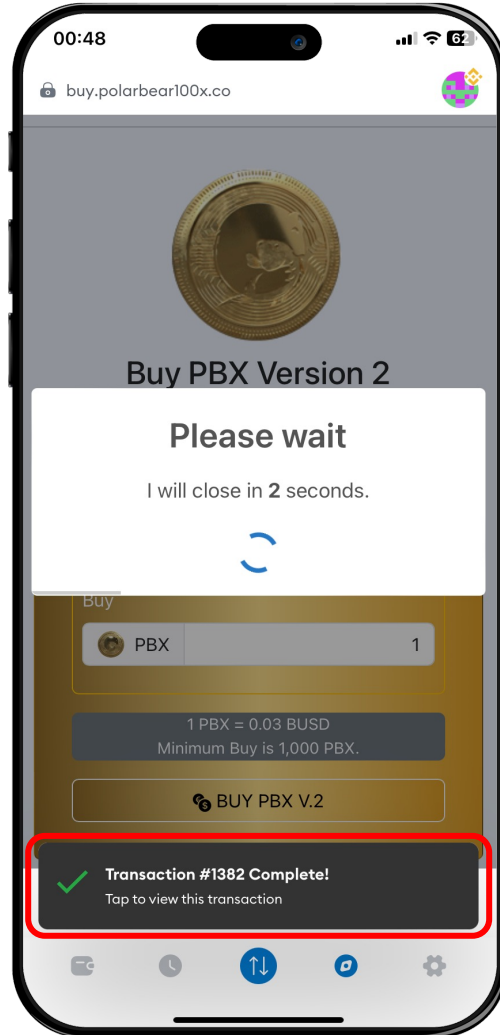 00:48
62
buy.polarbear100x.co
Buy PBX Version 2
Please wait
I will close in 2 seconds.
Buy
PBX
1
1 PBX = 0.03 BUSD
Minimum Buy is 1,000 PBX.
BUY PBX V.2
Transaction #1382 Complete!
Tap to view this transaction